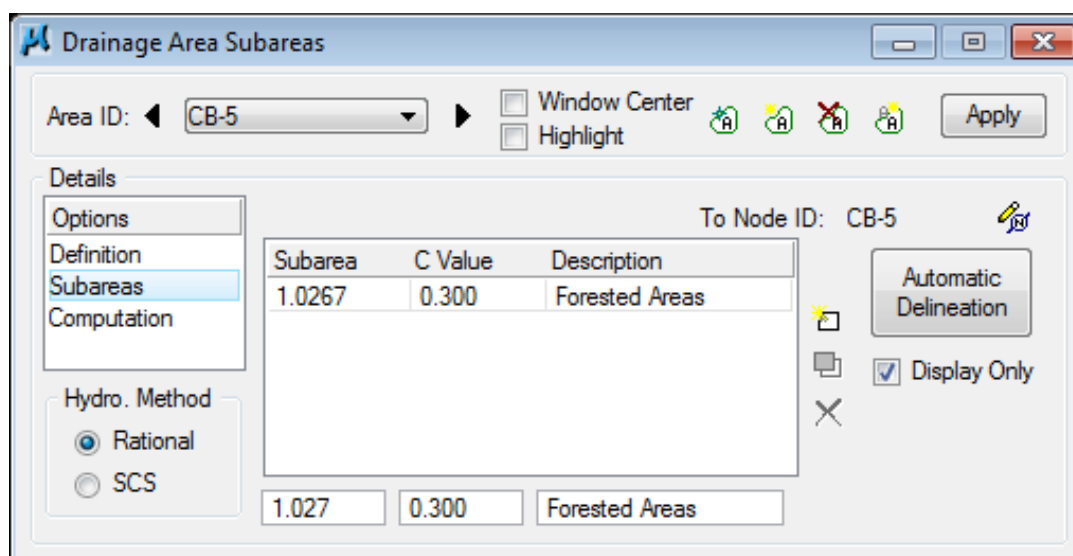 Drainage Area Subareas
Area ID: CB-5 Window Center Apply
Highlight
Details
Options To Node ID: CB-5
Definition
Subareas
Computation
Subarea C Value Description
1.0267 0.300 Forested Areas
Automatic
Delineation
Display Only
Hydro. Method
Rational
SCS
1.027 0.300 Forested Areas